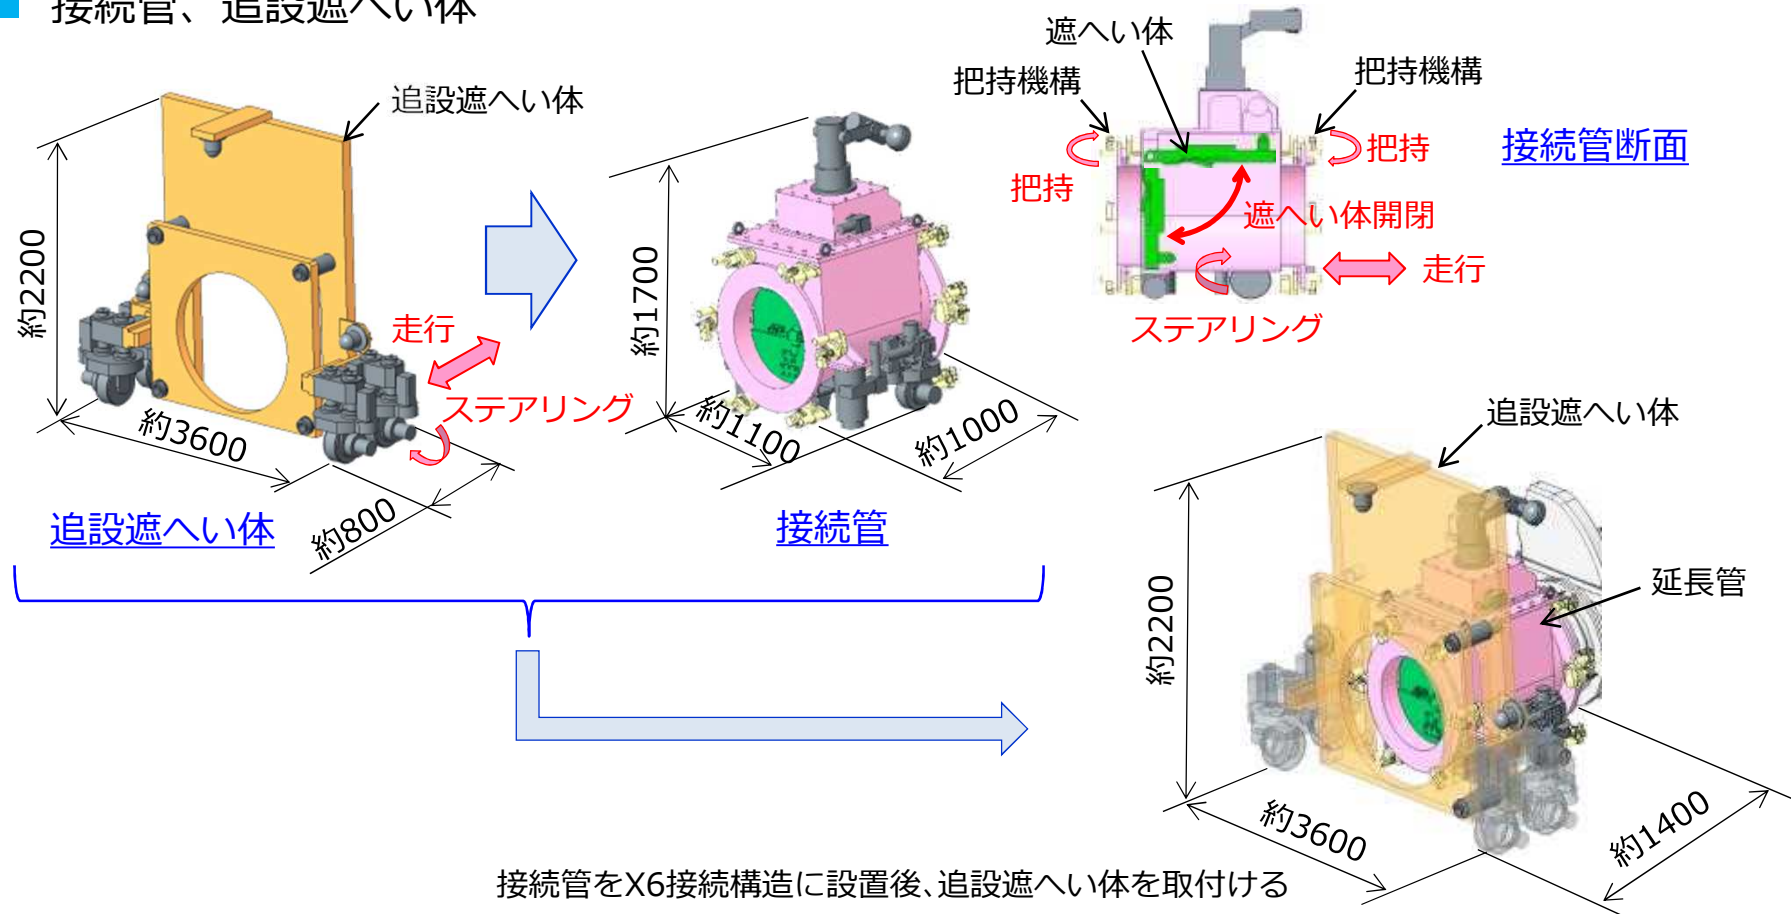 接続管、追設遮へい体
追設遮へい体
約2200
走行
ステアリング
約3600
約800
追設遮へい体
約1700
約1100
約1000
接続管
遮へい体
把持機構
把持機構
把持
把持
接続管断面
遮へい体開閉
走行
ステアリング
追設遮へい体
延長管
約2200
約3600
約1400
接続管をX6接続構造に設置後、追設遮へい体を取付ける